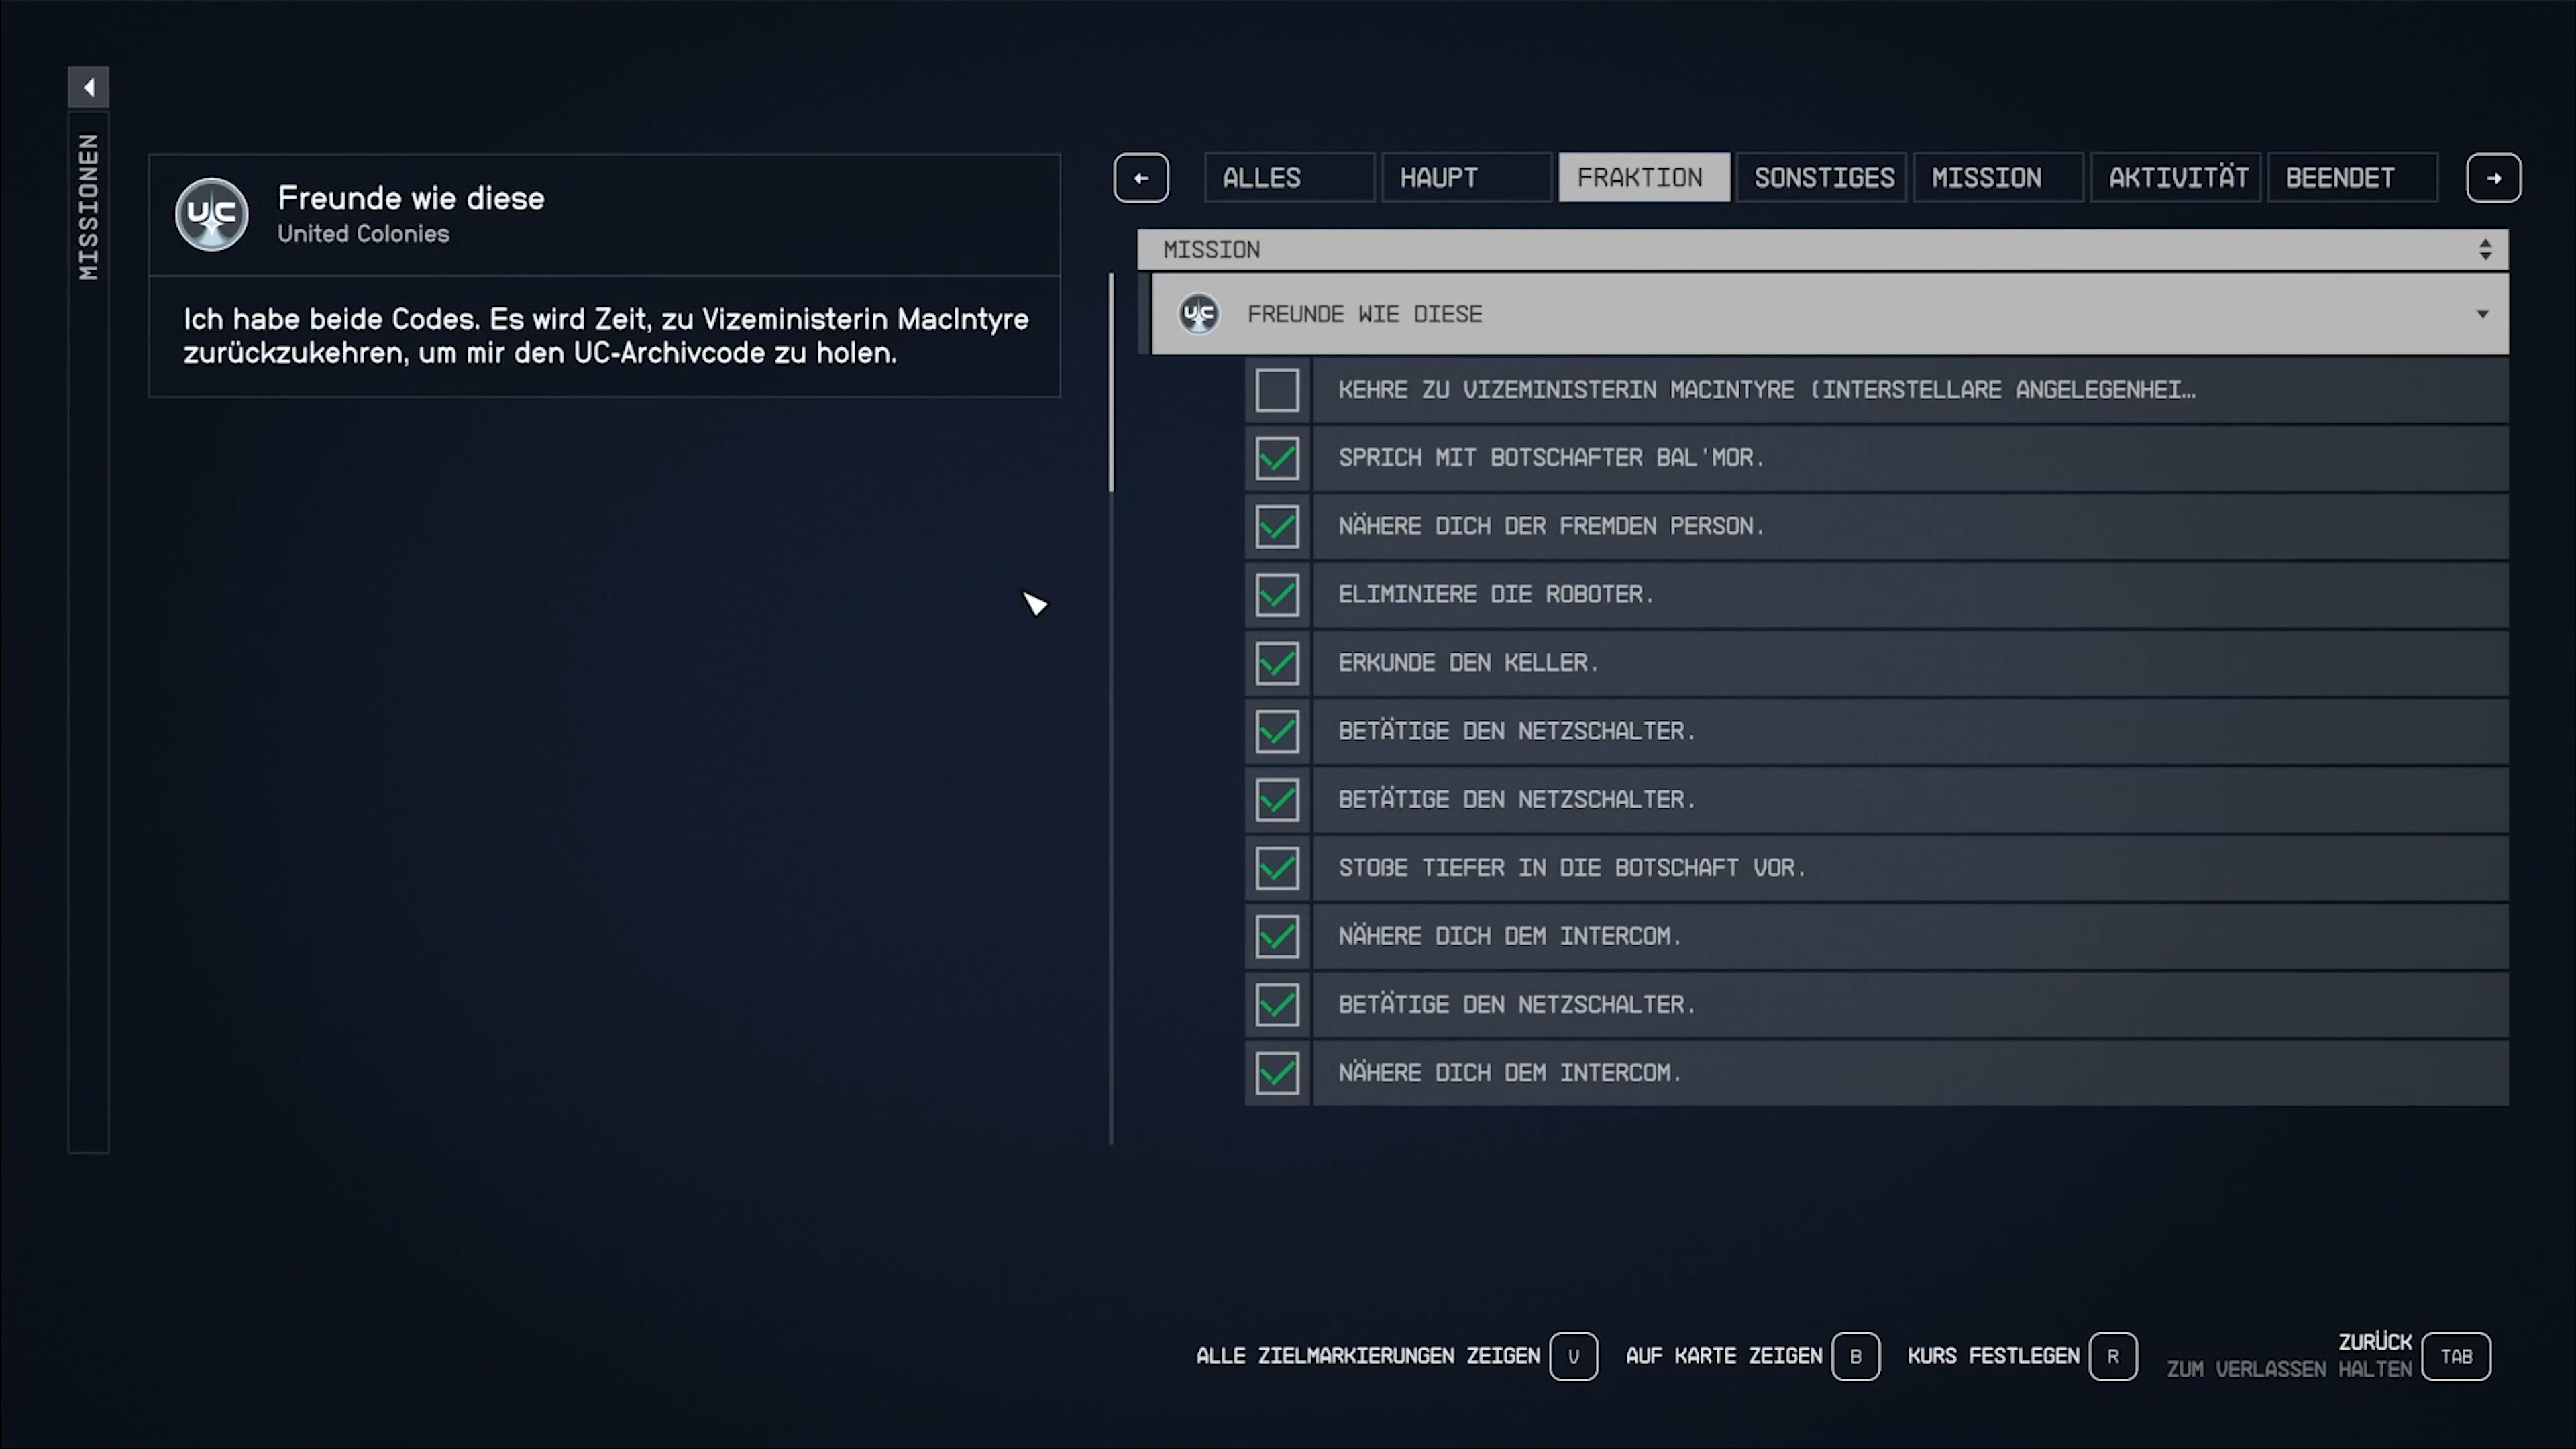 MISSIONEN
UC
Freunde wie diese
United Colonies
Ich habe beide Codes. Es wird Zeit, zu Vizeministerin MacIntyre
zurückzukehren, um mir den UC-Archivcode zu holen.
ALLES HAUPT FRAKTION SONSTIGES MISSION AKTIVITÄT BEENDET
MISSION
UC FREUNDE WIE DIESE
KEHRE ZU VIZEMINISTERIN MACINTYRE (INTERSTELLARE ANGELEGENHEI...
SPRICH MIT BOTSCHAFTER BAL'MOR.
NÄHERE DICH DER FREMDEN PERSON.
ELIMINIERE DIE ROBOTER.
ERKUNDE DEN KELLER.
BETÄTIGE DEN NETZSCHALTER.
BETÄTIGE DEN NETZSCHALTER.
STOßE TIEFER IN DIE BOTSCHAFT VOR.
NÄHERE DICH DEM INTERCOM.
BETÄTIGE DEN NETZSCHALTER.
NÄHERE DICH DEM INTERCOM.
ALLE ZIELMARKIERUNGEN ZEIGEN V AUF KARTE ZEIGEN B KURS FESTLEGEN R ZURÜCK TAB
ZUM VERLASSEN HALTEN